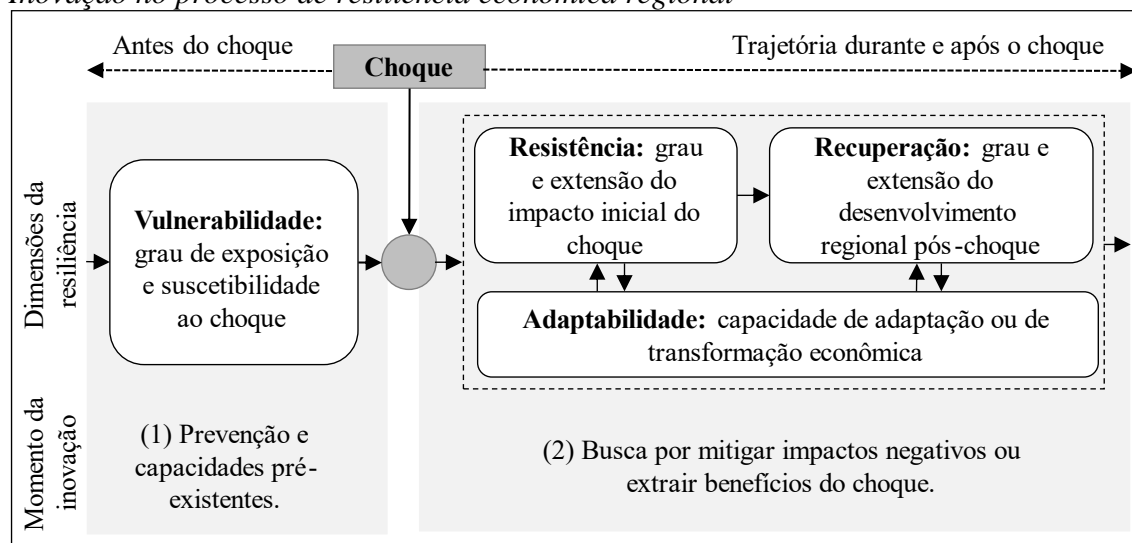 Inovação no processo de resiliência econômica regional
Antes do choque
Choque
Trajetória durante e após o choque
Dimensões da
resiliência
Vulnerabilidade:
grau de exposição
e suscetibilidade
ao choque
Resistência: grau
e extensão do
impacto inicial do
choque
Recuperação: grau e
extensão do
desenvolvimento
regional pós-choque
Adaptabilidade: capacidade de adaptação ou de
transformação econômica
Momento da
inovação
(1) Prevenção e
capacidades pré-
existentes.
(2) Busca por mitigar impactos negativos ou
extrair benefícios do choque.